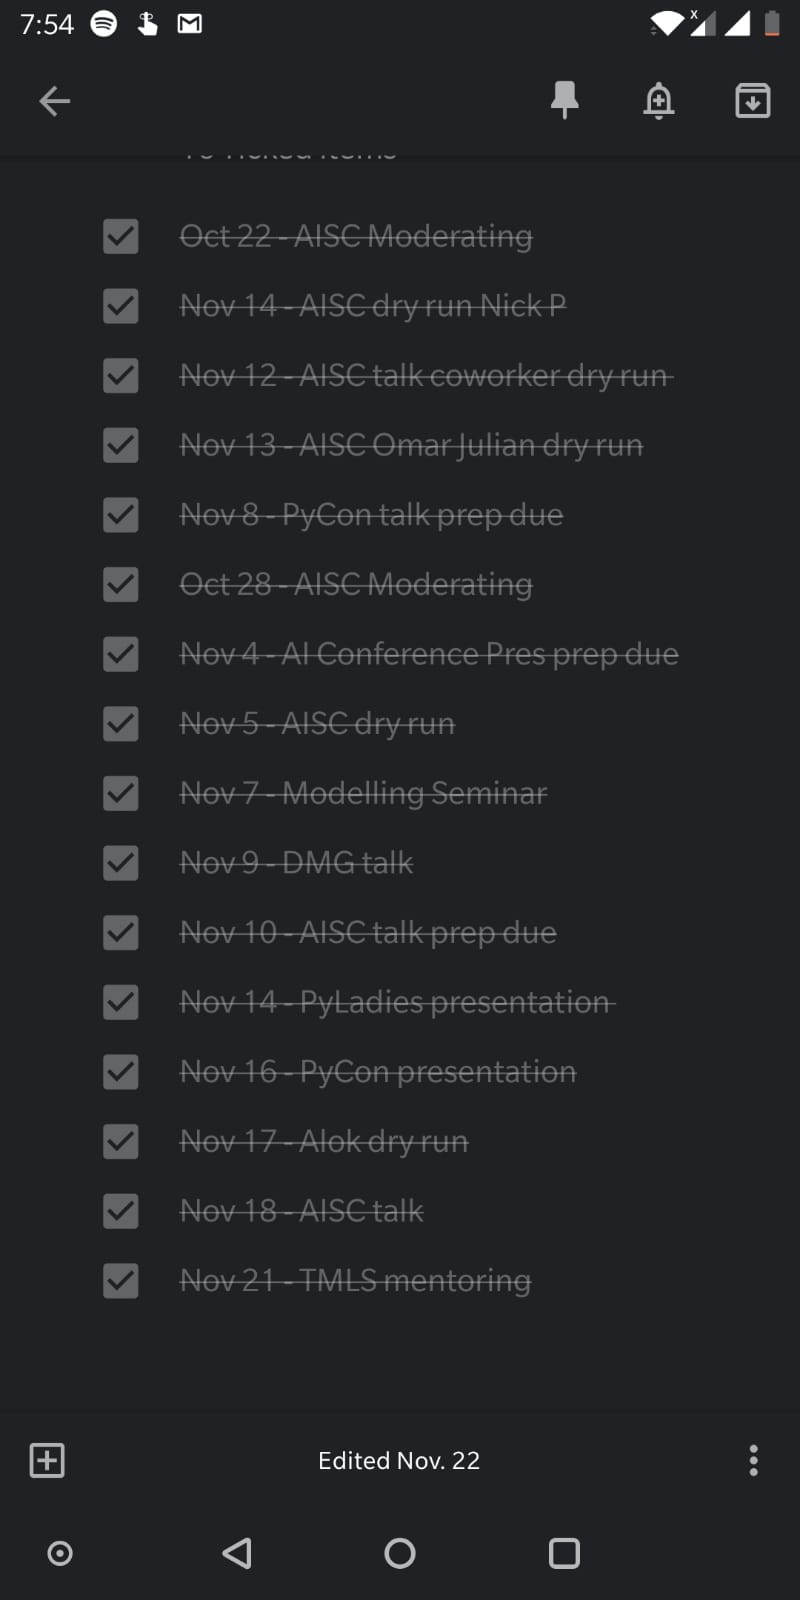 7:54
Ticked items
Oct 22 - AISC Moderating
Nov 14 - AISC dry run Nick P
Nov 12 - AISC talk coworker dry run
Nov 13 - AISC Omar Julian dry run
Nov 8 - PyCon talk prep due
Oct 28 - AISC Moderating
Nov 4 - AI Conference Pres prep due
Nov 5 - AISC dry run
Nov 7 - Modelling Seminar
Nov 9 - DMG talk
Nov 10 - AISC talk prep due
Nov 14 - PyLadies presentation
Nov 16 - PyCon presentation
Nov 17 - Alok dry run
Nov 18 - AISC talk
Nov 21 - TMLS mentoring
Edited Nov. 22